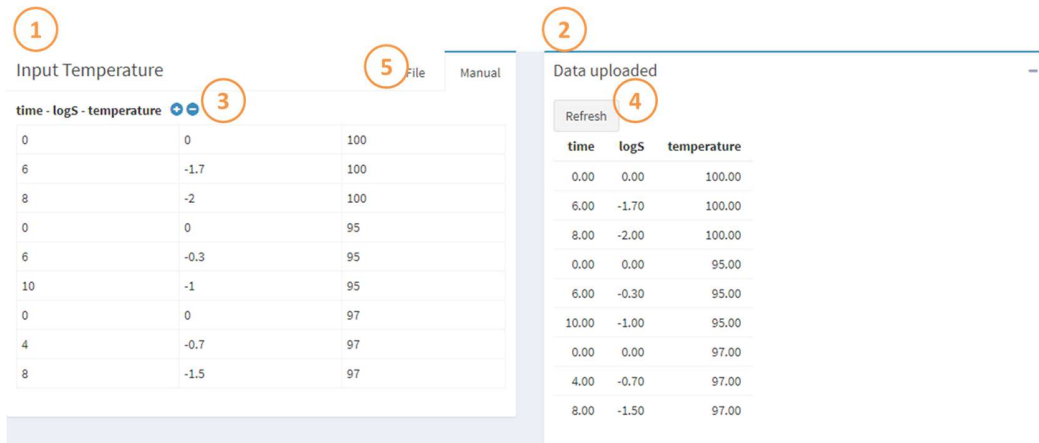 1
Input Temperature
5
File
Manual
time - logS - temperature
3
0 0 100
6 -1.7 100
8 -2 100
0 0 95
6 -0.3 95
10 -1 95
0 0 97
4 -0.7 97
8 -1.5 97
2
Data uploaded
4
Refresh
time logS temperature
0.00 0.00 100.00
6.00 -1.70 100.00
8.00 -2.00 100.00
0.00 0.00 95.00
6.00 -0.30 95.00
10.00 -1.00 95.00
0.00 0.00 97.00
4.00 -0.70 97.00
8.00 -1.50 97.00